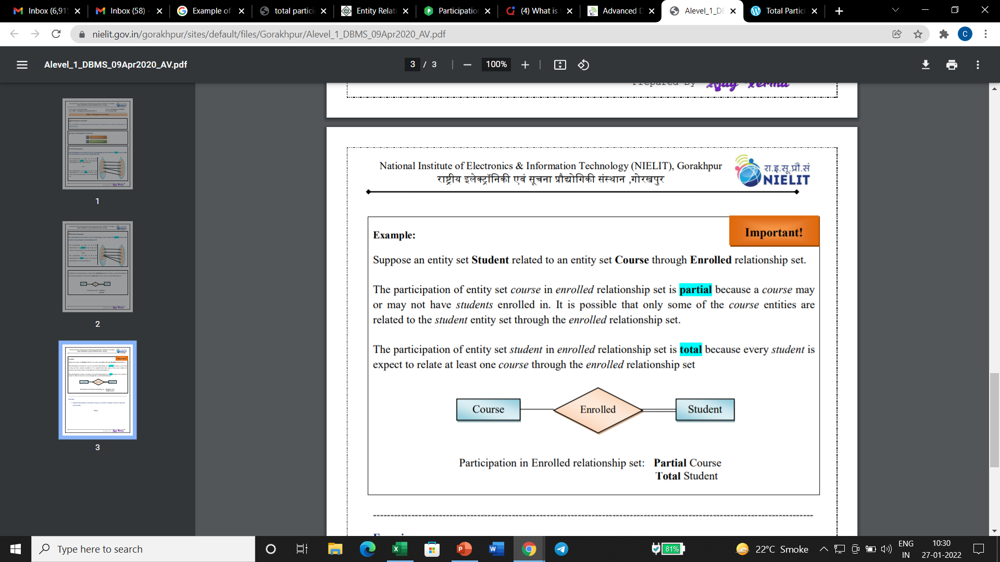 Inbox (6,91
Inbox (58) -
Example of
total partici
Entity Relati
Participation
(4) What is
Advanced D
Alevel_1_DB
Total Partici
nielit.gov.in/gorakhpur/sites/default/files/Gorakhpur/Alevel_1_DBMS_09Apr2020_AV.pdf
C
Alevel_1_DBMS_09Apr2020_AV.pdf
3 / 3
100%
1
2
3
Prepared By Ajay Verma
National Institute of Electronics & Information Technology (NIELIT), Gorakhpur
राष्ट्रीय इलेक्ट्रॉनिकी एवं सूचना प्रौद्योगिकी संस्थान ,गोरखपुर
रा.इ.सू.प्रौ.सं
NIELIT
Important!
Example:
Suppose an entity set Student related to an entity set Course through Enrolled relationship set.
The participation of entity set course in enrolled relationship set is partial because a course may
or may not have students enrolled in. It is possible that only some of the course entities are
related to the student entity set through the enrolled relationship set.
The participation of entity set student in enrolled relationship set is total because every student is
expect to relate at least one course through the enrolled relationship set
Course
Enrolled
Student
Participation in Enrolled relationship set: Partial Course
Total Student
Type here to search
81%
22°C Smoke
ENG
IN
10:30
27-01-2022